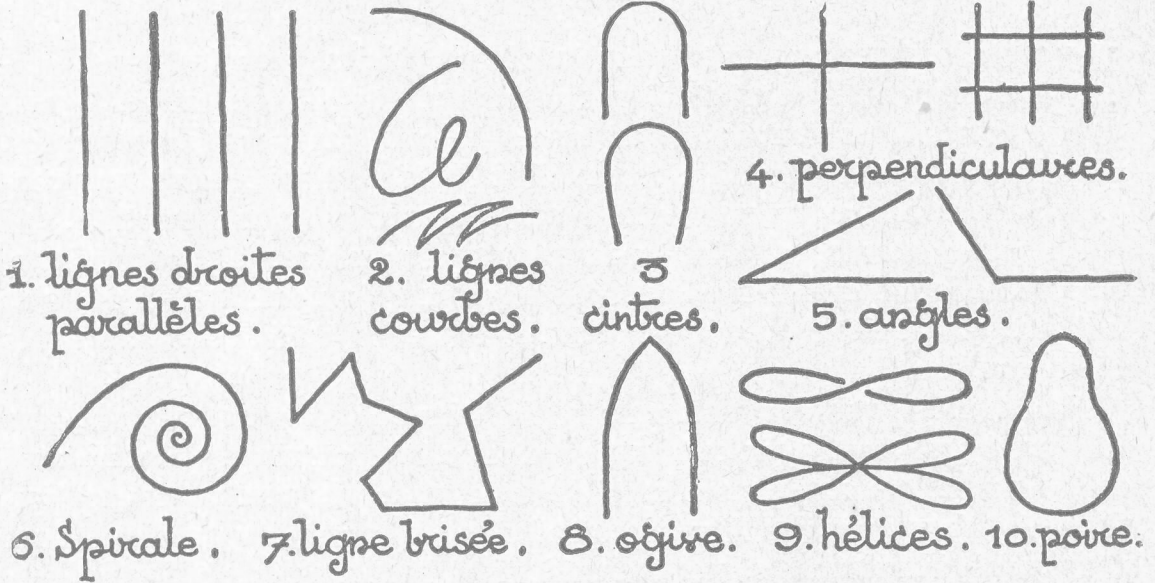 4. perpendiculaires.
1. lignes droites
parallèles.
2. lignes
courbes.
3
cintres.
5. angles.
6. Spirale.
7. ligne brisée.
8. ogive.
9. hélices.
10. poire.